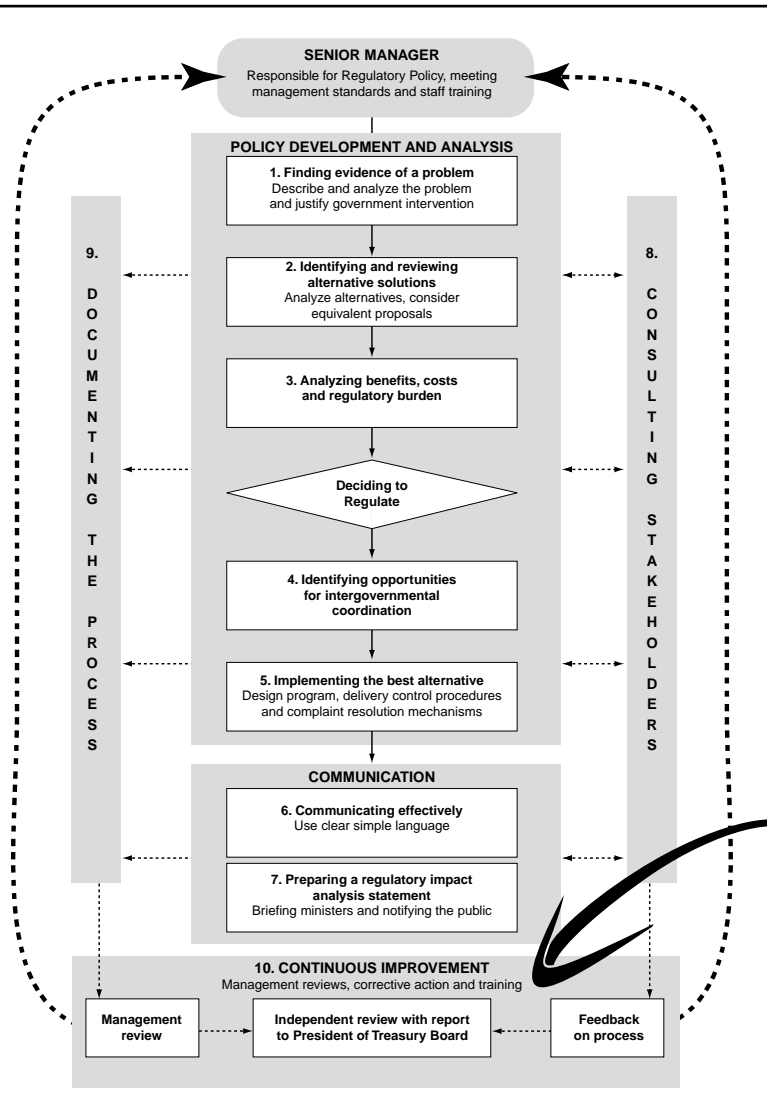 SENIOR MANAGER
Responsible for Regulatory Policy, meeting
management standards and staff training
POLICY DEVELOPMENT AND ANALYSIS
1. Finding evidence of a problem
Describe and analyze the problem
and justify government intervention
9.
DOCUMENTING THE PROCESS
8.
CONSULTING STAKEHOLDERS
2. Identifying and reviewing
alternative solutions
Analyze alternatives, consider
equivalent proposals
3. Analyzing benefits, costs
and regulatory burden
Deciding to
Regulate
4. Identifying opportunities
for intergovernmental
coordination
5. Implementing the best alternative
Design program, delivery control procedures
and complaint resolution mechanisms
COMMUNICATION
6. Communicating effectively
Use clear simple language
7. Preparing a regulatory impact
analysis statement
Briefing ministers and notifying the public
10. CONTINUOUS IMPROVEMENT
Management reviews, corrective action and training
Management
review
Independent review with report
to President of Treasury Board
Feedback
on process